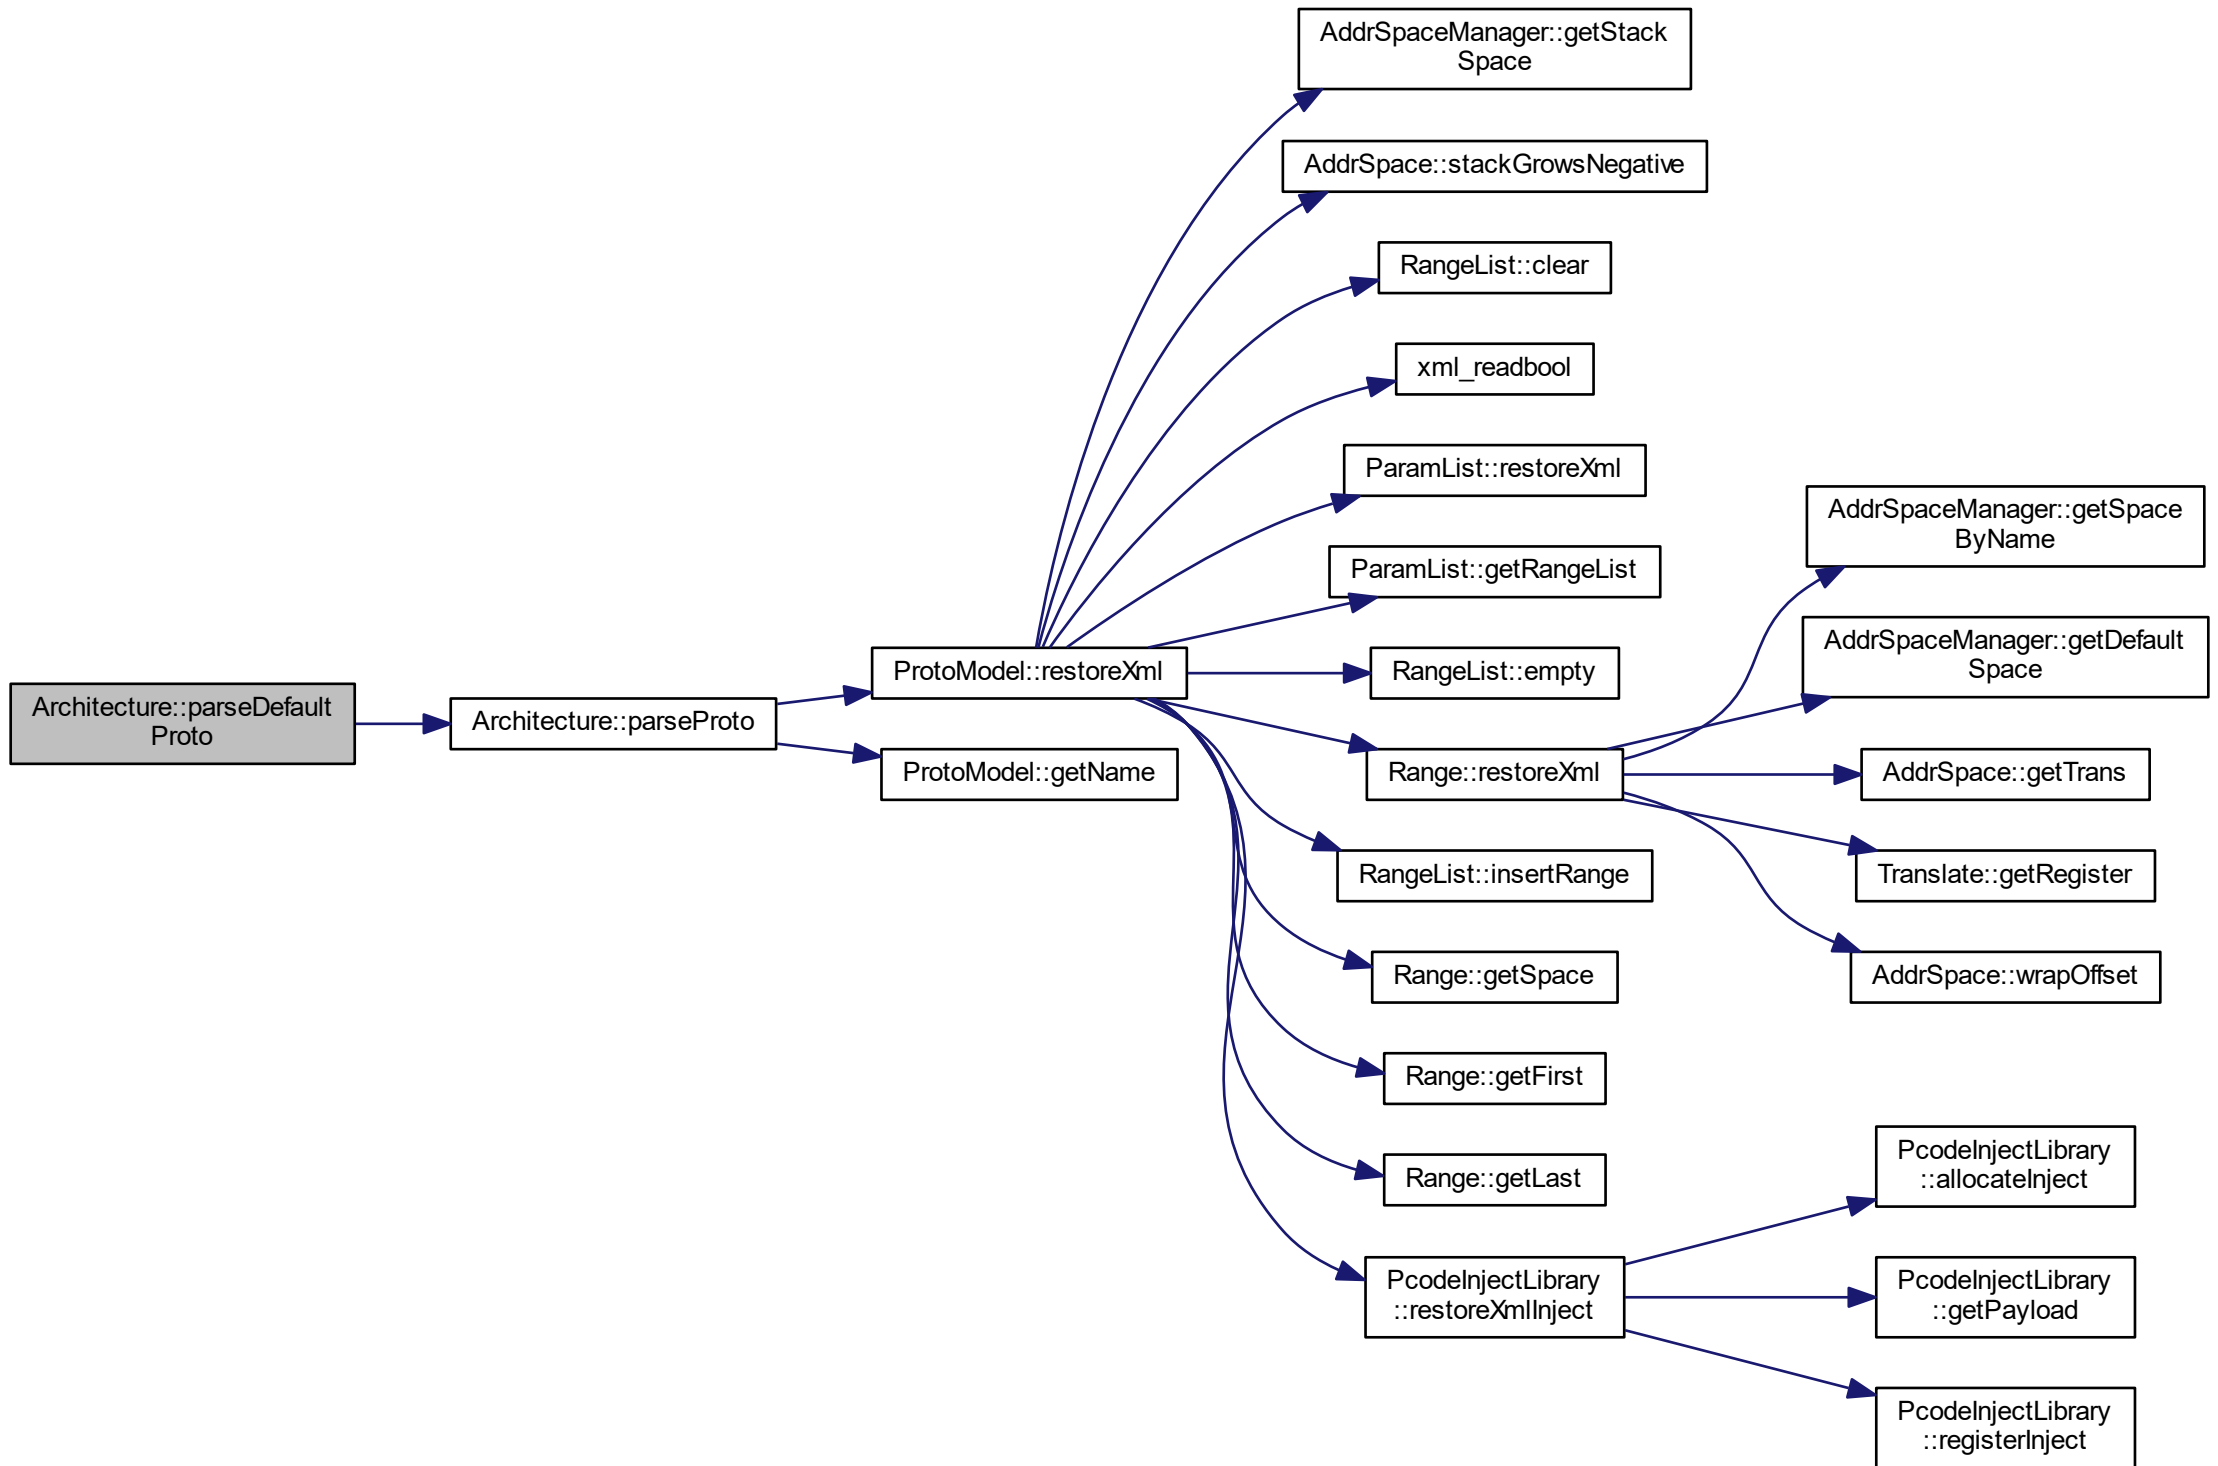 Architecture::parseDefault
Proto
Architecture::parseProto
ProtoModel::restoreXml
ProtoModel::getName
AddrSpaceManager::getStack
Space
AddrSpace::stackGrowsNegative
RangeList::clear
xml_readbool
ParamList::restoreXml
ParamList::getRangeList
RangeList::empty
Range::restoreXml
RangeList::insertRange
Range::getSpace
Range::getFirst
Range::getLast
PcodeInjectLibrary
::restoreXmlInject
AddrSpaceManager::getSpace
ByName
AddrSpaceManager::getDefault
Space
AddrSpace::getTrans
Translate::getRegister
AddrSpace::wrapOffset
PcodeInjectLibrary
::allocateInject
PcodeInjectLibrary
::getPayload
PcodeInjectLibrary
::registerInject